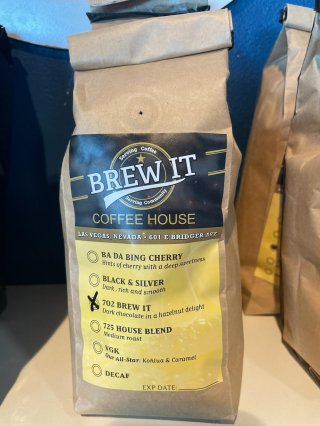 Serving Coffee
BREW IT
Serving Community
COFFEE HOUSE
LAS VEGAS, NEVADA • 601 E BRIDGER AVE
BA DA BING CHERRY
Hints of cherry with a deep sweetness
BLACK & SILVER
Dark, rich and smooth
702 BREW IT
Dark chocolate in a hazelnut delight
725 HOUSE BLEND
Medium roast
VGK
Our All-Star: Kohlua & Caramel
DECAF
EXP DATE: